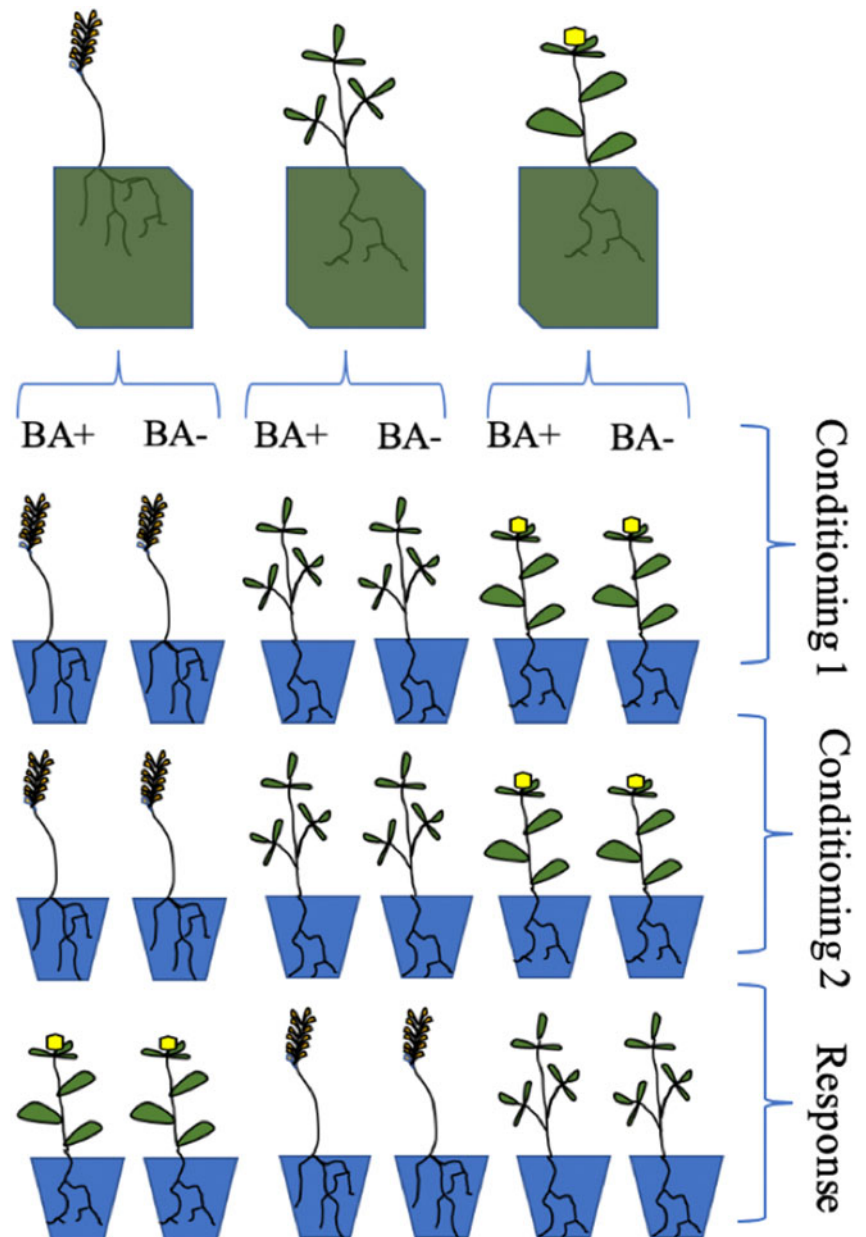 BA+ BA- BA+ BA- BA+ BA-
Conditioning 1
Conditioning 2
Response